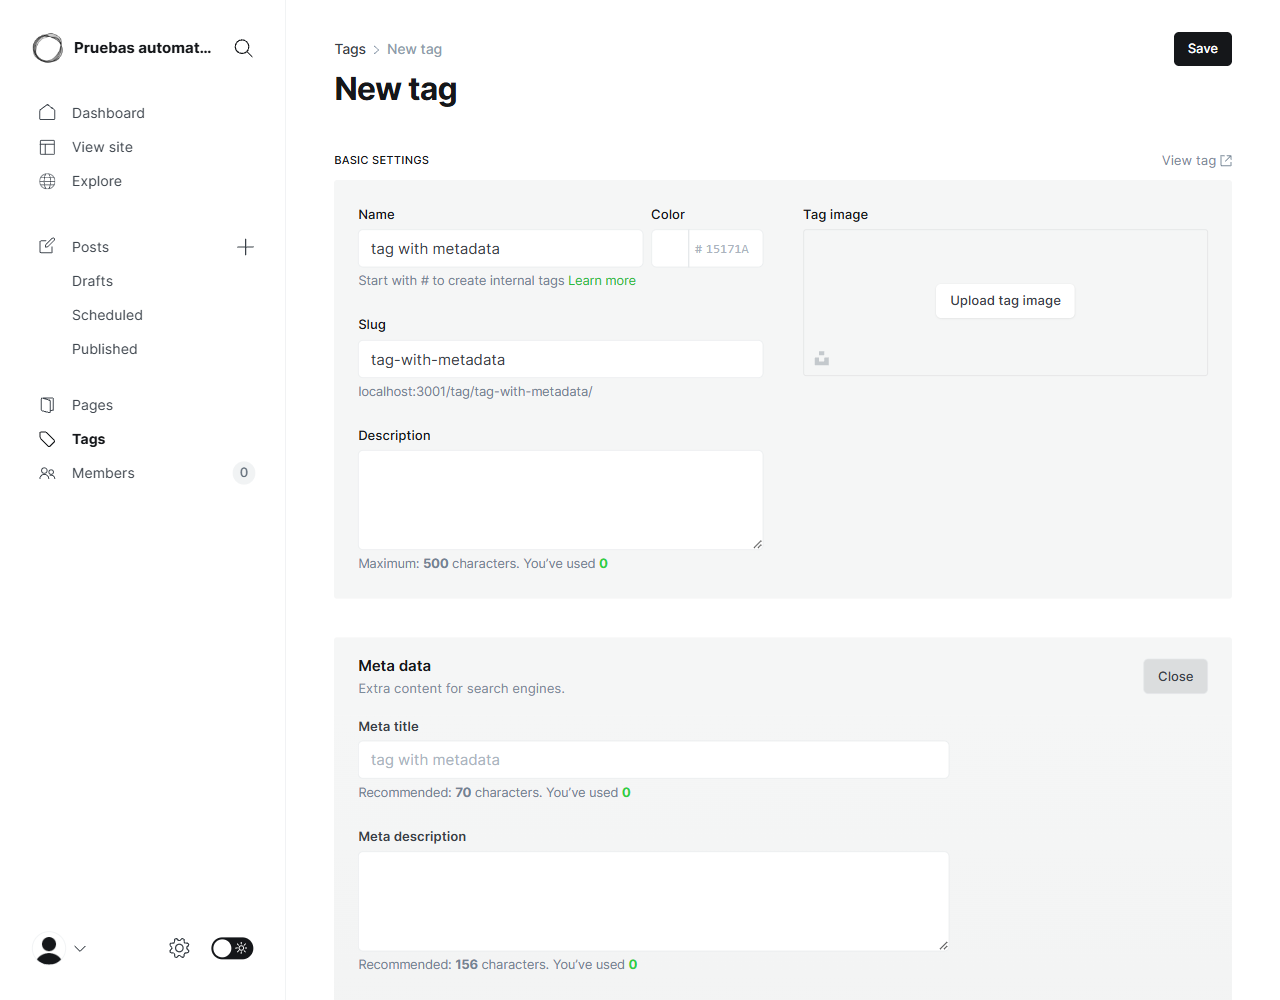 Pruebas automat...
Dashboard
View site
Explore
Posts
Drafts
Scheduled
Published
Pages
Tags
Members 0
Tags > New tag
Save
New tag
BASIC SETTINGS
View tag
Name
tag with metadata
Color
# 15171A
Start with # to create internal tags Learn more
Slug
tag-with-metadata
localhost:3001/tag/tag-with-metadata/
Description
Maximum: 500 characters. You’ve used 0
Tag image
Upload tag image
Meta data
Extra content for search engines.
Close
Meta title
tag with metadata
Recommended: 70 characters. You’ve used 0
Meta description
Recommended: 156 characters. You’ve used 0